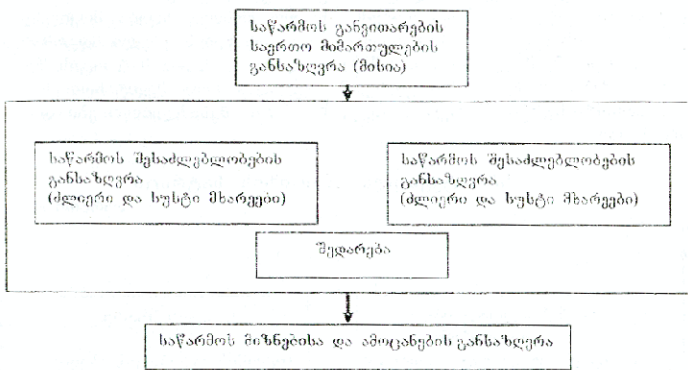 საწარმოს განვითარების
საერთო მიმართულების
განსაზღვრა (მისია)
საწარმოს შესაძლებლობების
განსაზღვრა
(ძლიერი და სუსტი მხარეები)
საწარმოს შესაძლებლობების
განსაზღვრა
(ძლიერი და სუსტი მხარეები)
შედარება
საწარმოს მიზნებისა და ამოცანების განსაზღვრა